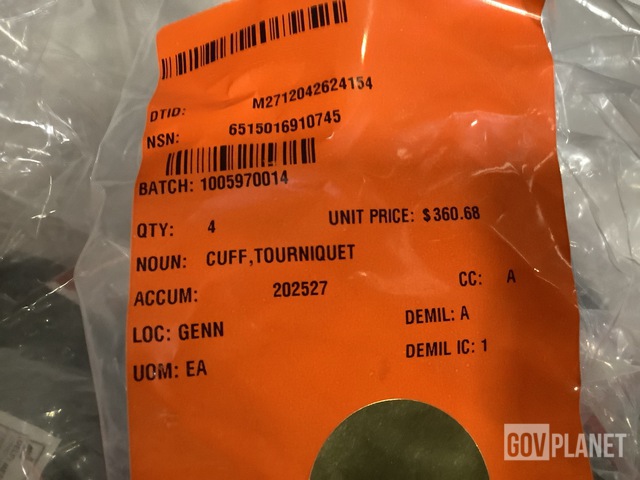 DTID: M2712042624154
NSN: 6515016910745
BATCH: 1005970014
QTY: 4 UNIT PRICE: $360.68
NOUN: CUFF,TOURNIQUET
ACCUM: 202527 CC: A
LOC: GENN DEMIL: A
UOM: EA DEMIL IC: 1
GOVPLANET